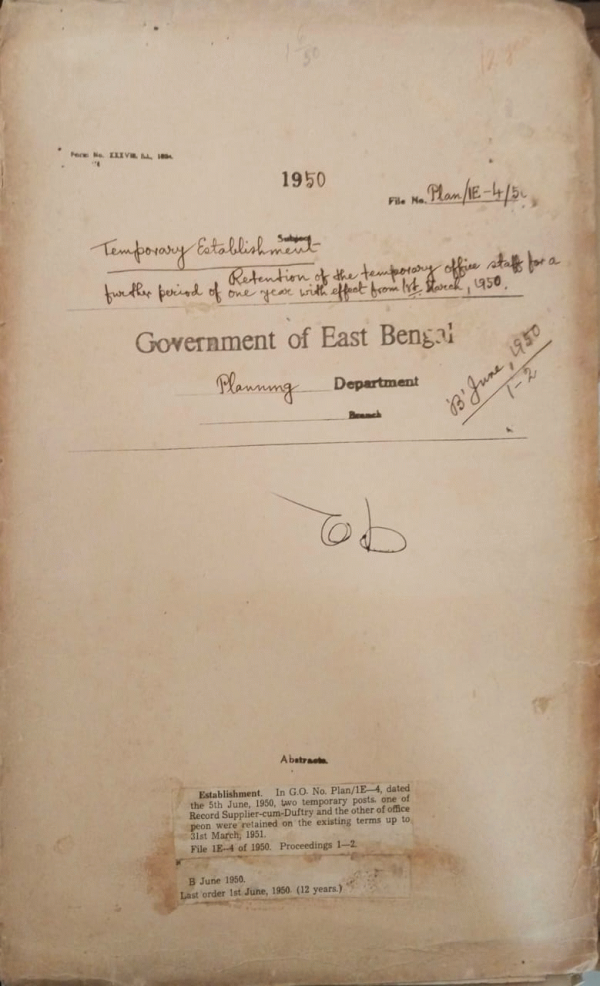 1-6/50
12 years
Form No. XXXVIII, S.L. 1894.
1950
File No. Plan/1E-4/50
Subject
Temporary Establishment
Retention of the temporary office staff for a
further period of one year with effect from 1st March, 1950.
Government of East Bengal
Planning Department
Branch
'B' June, 1950
1-2
Abstracts.
Establishment. In G.O. No. Plan/1E—4, dated
the 5th June, 1950, two temporary posts, one of
Record Supplier-cum-Duftry and the other of office
peon were retained on the existing terms up to
31st March, 1951.
File 1E—4 of 1950. Proceedings 1—2.
B June 1950.
Last order 1st June, 1950 (12 years.)